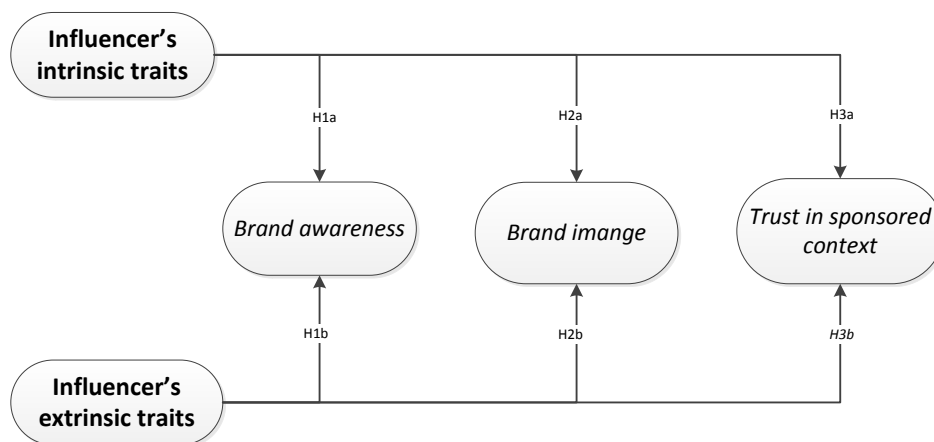 Influencer's
intrinsic traits
H1a
H2a
H3a
Brand awareness
Brand imange
Trust in sponsored
context
H1b
H2b
H3b
Influencer's
extrinsic traits